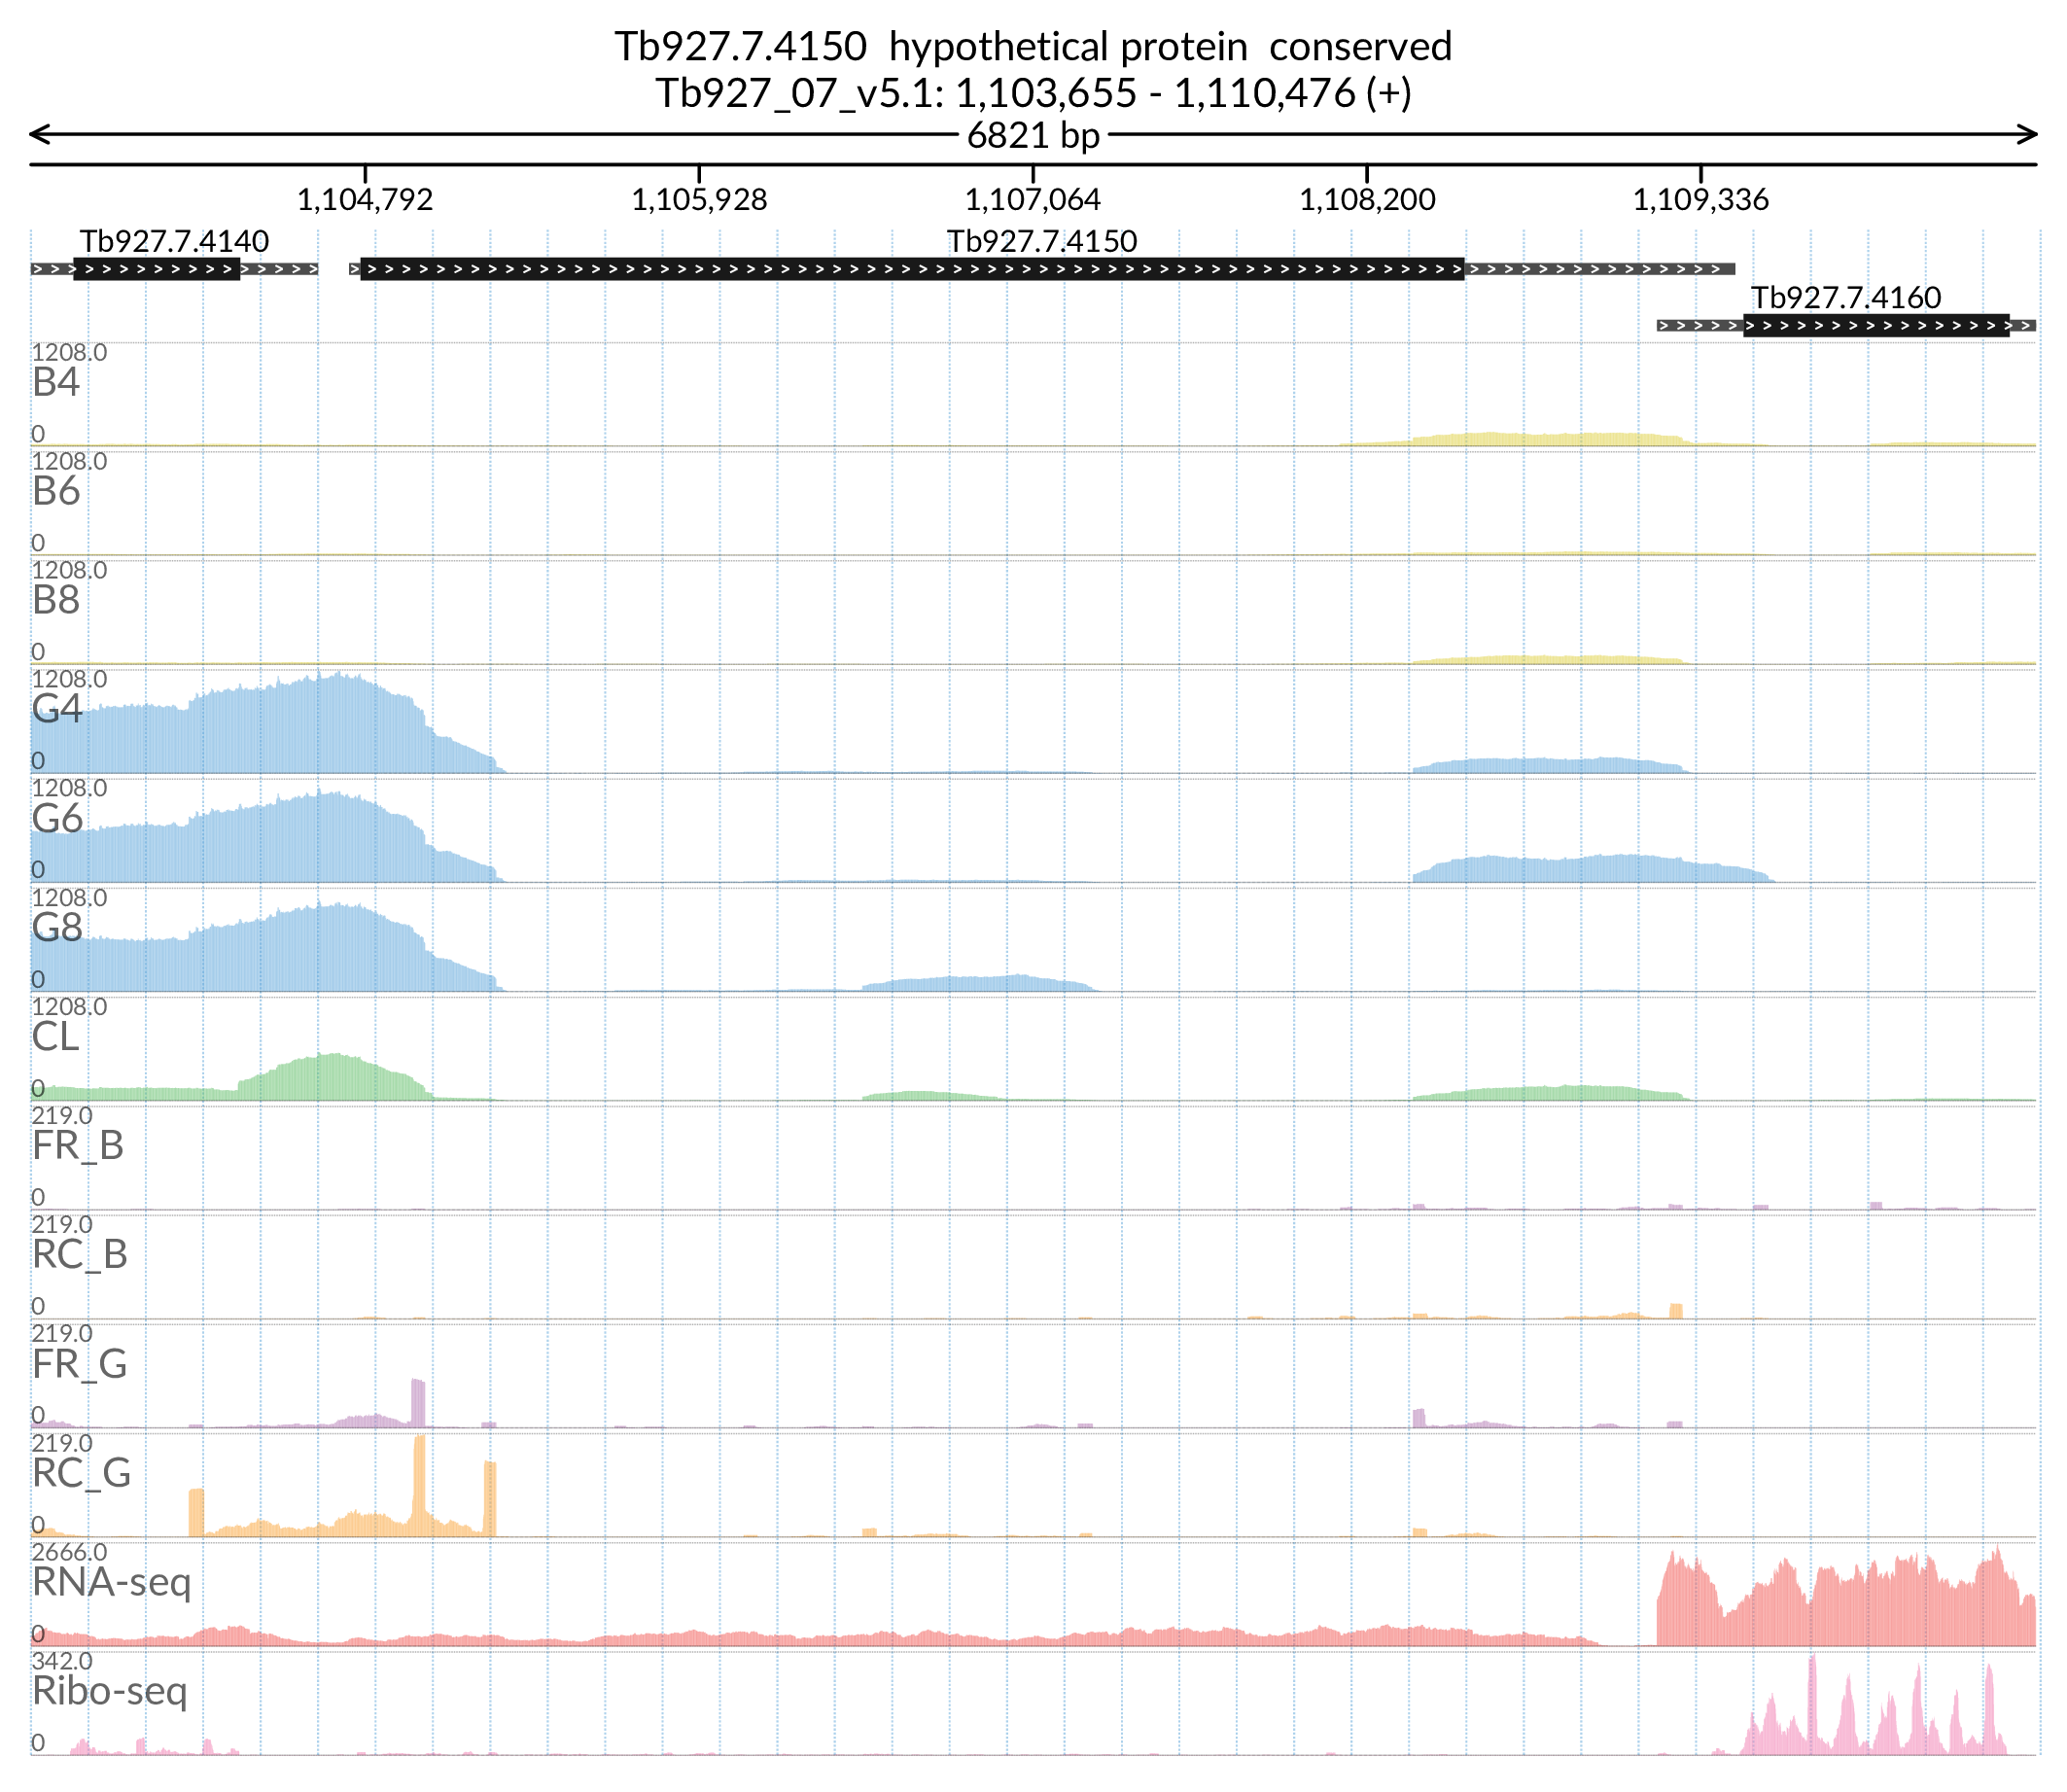 Tb927.7.4150 hypothetical protein conserved
Tb927_07_v5.1: 1,103,655 - 1,110,476 (+)
6821 bp
1,104,792 1,105,928 1,107,064 1,108,200 1,109,336
Tb927.7.4140 Tb927.7.4150
Tb927.7.4160
1208.0
B4
0
1208.0
B6
0
1208.0
B8
0
1208.0
G4
0
1208.0
G6
0
1208.0
G8
0
1208.0
CL
0
219.0
FR_B
0
219.0
RC_B
0
219.0
FR_G
0
219.0
RC_G
0
2666.0
RNA-seq
0
342.0
Ribo-seq
0